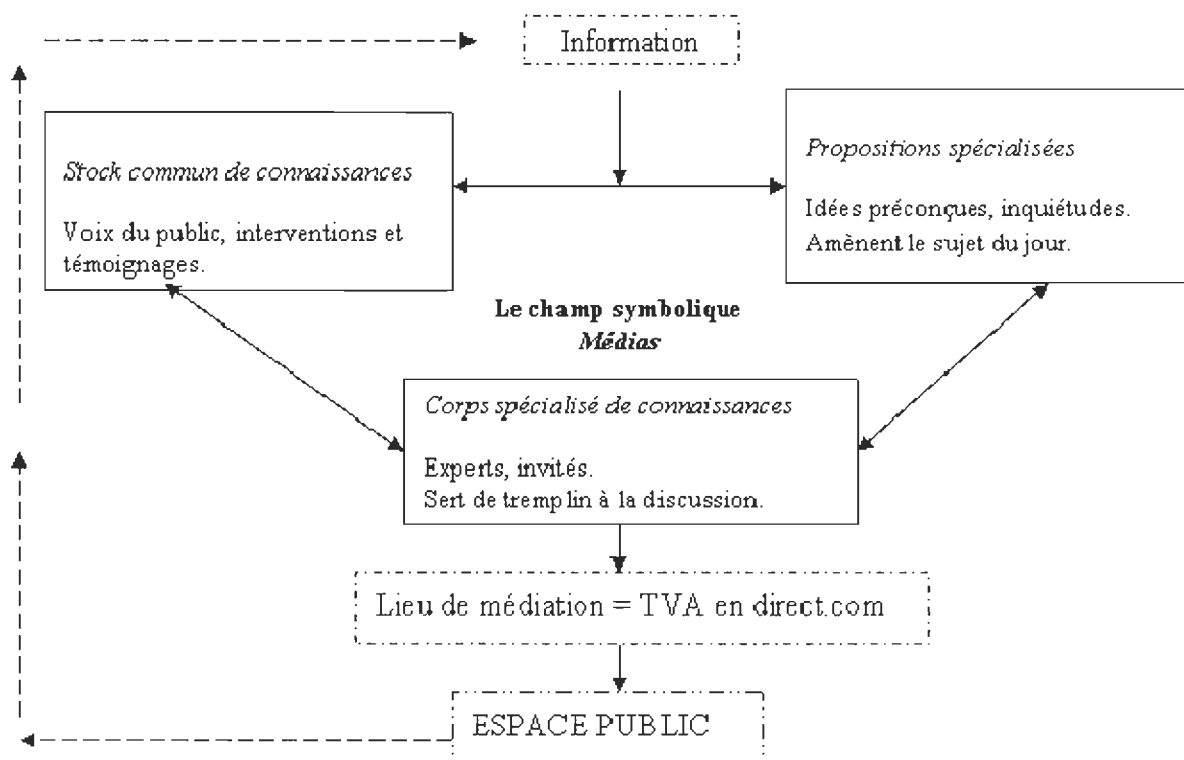 Information
Stock commun de connaissances
Voix du public, interventions et
témoignages.
Propositions spécialisées
Idées préconçues, inquiétudes.
Amènent le sujet du jour.
Le champ symbolique
Médias
Corps spécialisé de connaissances
Experts, invités.
Sert de tremplin à la discussion.
Lieu de médiation = TVA en direct.com
ESPACE PUBLIC